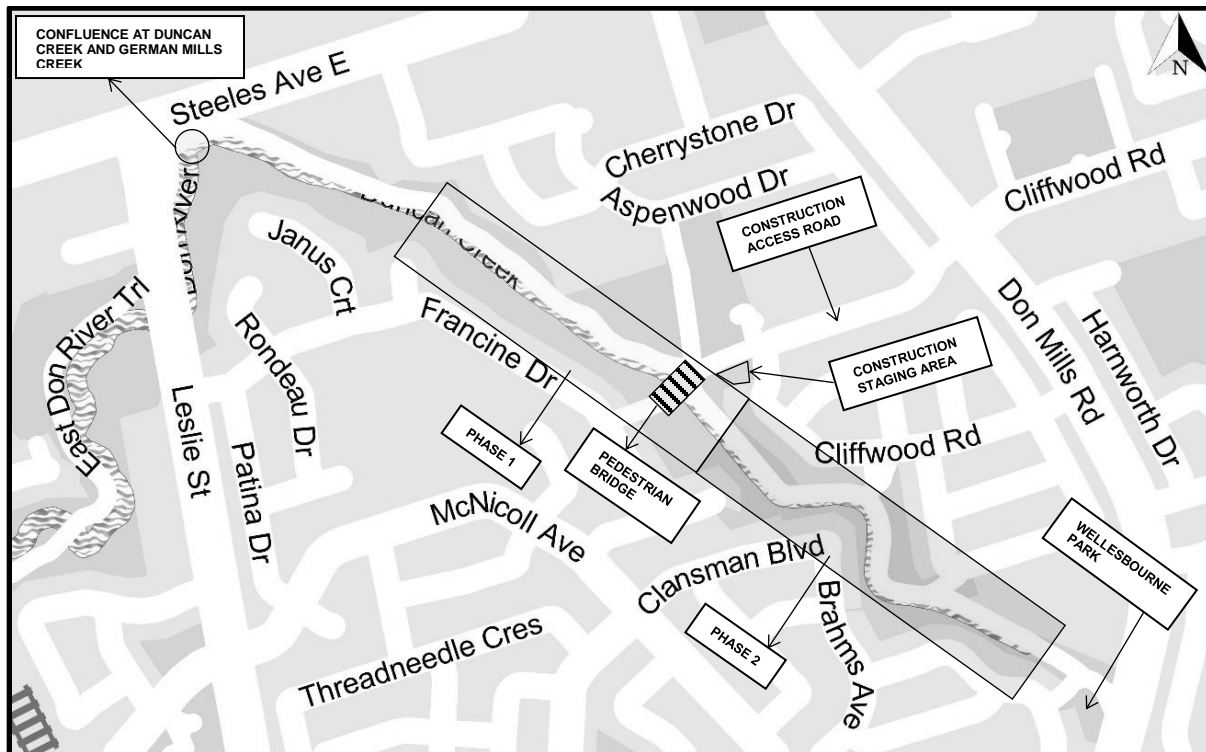 CONFLUENCE AT DUNCAN
CREEK AND GERMAN MILLS
CREEK
Steeles Ave E
N
Cherrystone Dr
Aspenwood Dr
Cliffwood Rd
CONSTRUCTION
ACCESS ROAD
Duncan Creek
Janus Crt
East Don River Trl
Francine Dr
Rondeau Dr
Don Mills Rd
Harnworth Dr
CONSTRUCTION
STAGING AREA
Leslie St
Patina Dr
PHASE 1
PEDESTRIAN
BRIDGE
Cliffwood Rd
McNicoll Ave
WELLESBOURNE
PARK
Clansman Blvd
Brahms Ave
PHASE 2
Threadneedle Cres